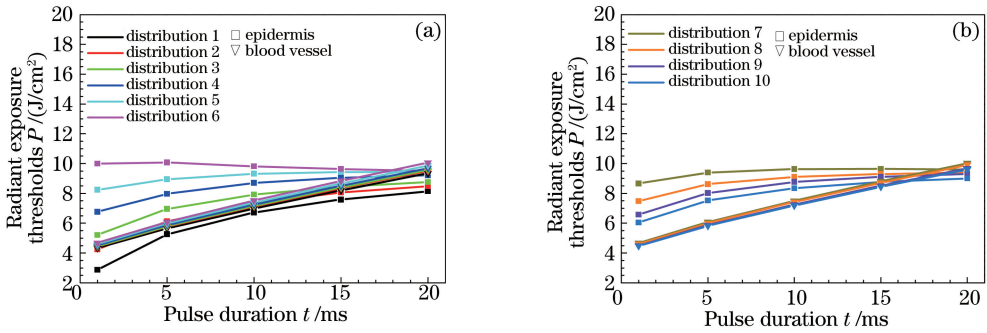 (a)
Radiant exposure
thresholds P /(J/cm²)
20
18
16
14
12
10
8
6
4
2
distribution 1
distribution 2
distribution 3
distribution 4
distribution 5
distribution 6
□ epidermis
▽ blood vessel
0 5 10 15 20
Pulse duration t /ms
(b)
Radiant exposure
thresholds P /(J/cm²)
20
18
16
14
12
10
8
6
4
2
distribution 7
distribution 8
distribution 9
distribution 10
□ epidermis
▽ blood vessel
0 5 10 15 20
Pulse duration t /ms